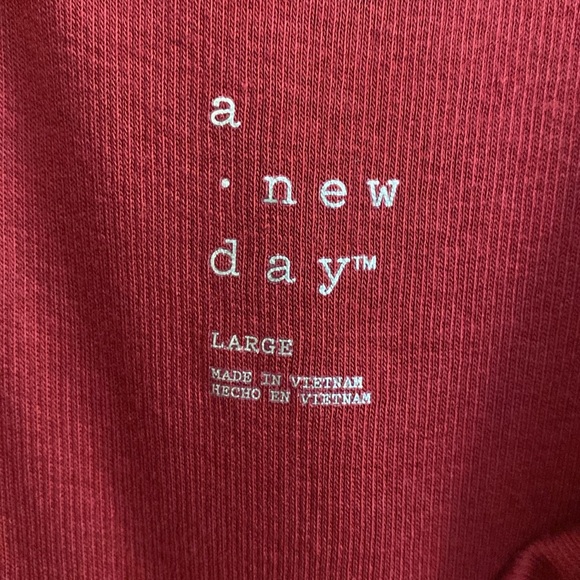 a
· new
day™
LARGE
MADE IN VIETNAM
HECHO EN VIETNAM